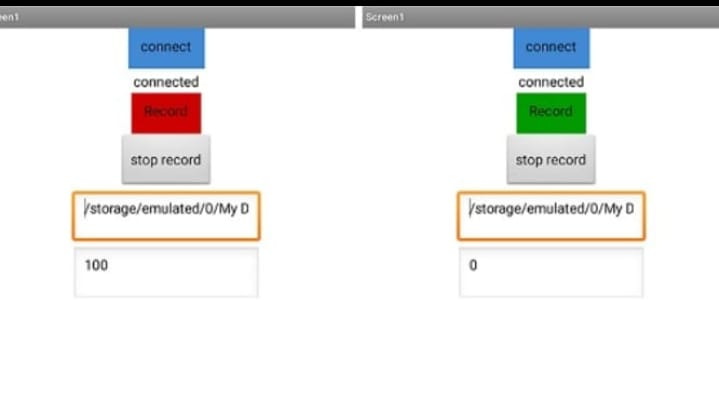 een1
connect
connected
Record
stop record
/storage/emulated/0/My D
100
Screen1
connect
connected
Record
stop record
/storage/emulated/0/My D
0